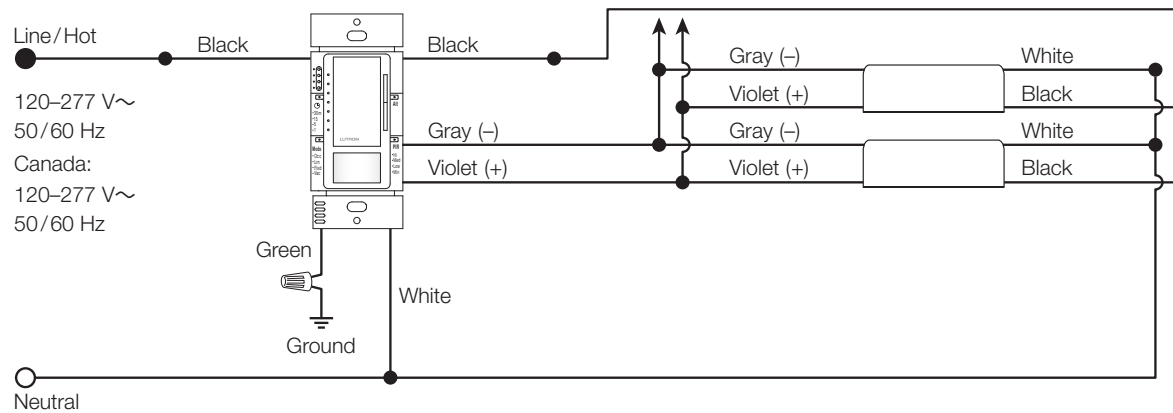 Line/Hot
Black
Black
120–277 V~
50/60 Hz
Canada:
120–277 V~
50/60 Hz
LUTRON
Gray (–)
Violet (+)
Gray (–)
White
Violet (+)
Black
Gray (–)
White
Violet (+)
Black
Green
White
Ground
Neutral